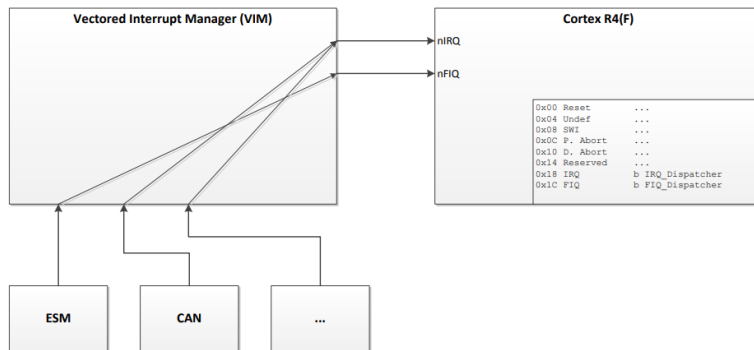 Vectored Interrupt Manager (VIM)
Cortex R4(F)
nIRQ
nFIQ
0x00 Reset ...
0x04 Undef ...
0x08 SWI ...
0x0C P. Abort ...
0x10 D. Abort ...
0x14 Reserved ...
0x18 IRQ b IRQ_Dispatcher
0x1C FIQ b FIQ_Dispatcher
ESM
CAN
...